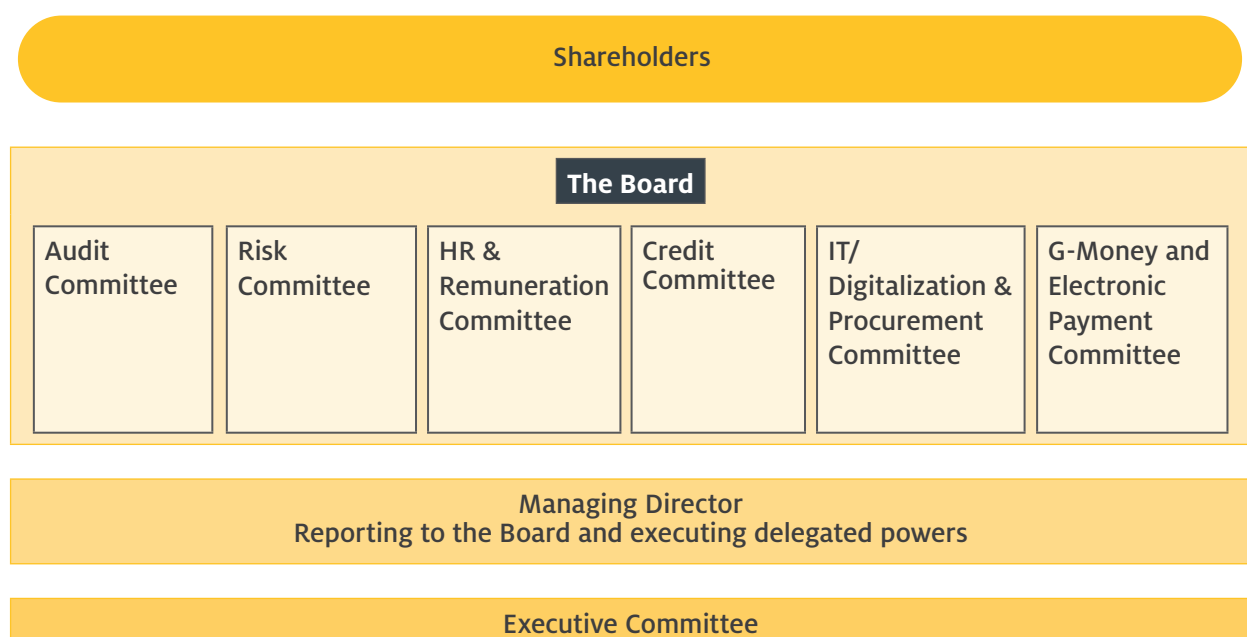 Shareholders
The Board
Audit
Committee
Risk
Committee
HR &
Remuneration
Committee
Credit
Committee
IT/
Digitalization &
Procurement
Committee
G-Money and
Electronic
Payment
Committee
Managing Director
Reporting to the Board and executing delegated powers
Executive Committee